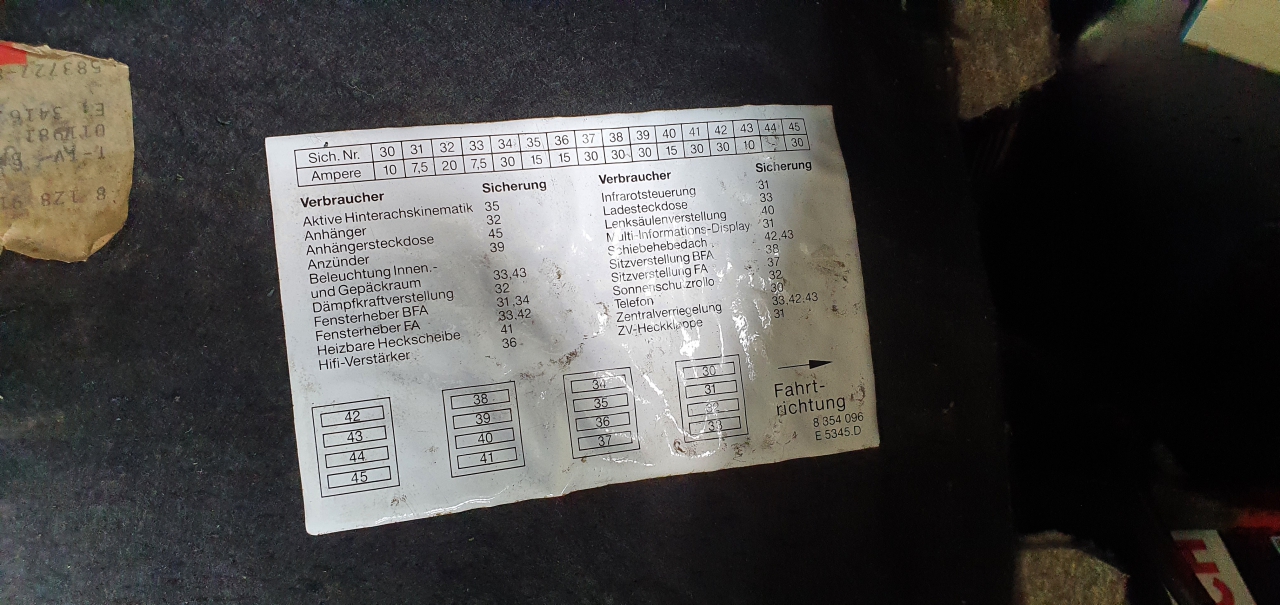 Sich. Nr. 30 31 32 33 34 35 36 37 38 39 40 41 42 43 44 45
Ampere 10 7,5 20 7,5 30 15 15 30 30 30 15 30 30 10 - 30
Verbraucher Sicherung
Aktive Hinterachskinematik 35
Anhänger 32
Anhängersteckdose 45
Anzünder 39
Beleuchtung Innen.-
und Gepäckraum 33,43
Dämpfkraftverstellung 32
Fensterheber BFA 31,34
Fensterheber FA 33,42
Heizbare Heckscheibe 41
Hifi-Verstärker 36
Verbraucher Sicherung
Infrarotsteuerung 31
Ladesteckdose 33
Lenksäulenverstellung 40
Multi-Informations-Display 31
Schiebehebedach 42,43
Sitzverstellung BFA 38
Sitzverstellung FA 37
Sonnenschutzrollo 32
Telefon 30
Zentralverriegelung 33,42,43
ZV-Heckklappe 31
42
43
44
45
38
39
40
41
34
35
36
37
30
31
32
33
Fahrt-
richtung
8 354 096
E 5345.D